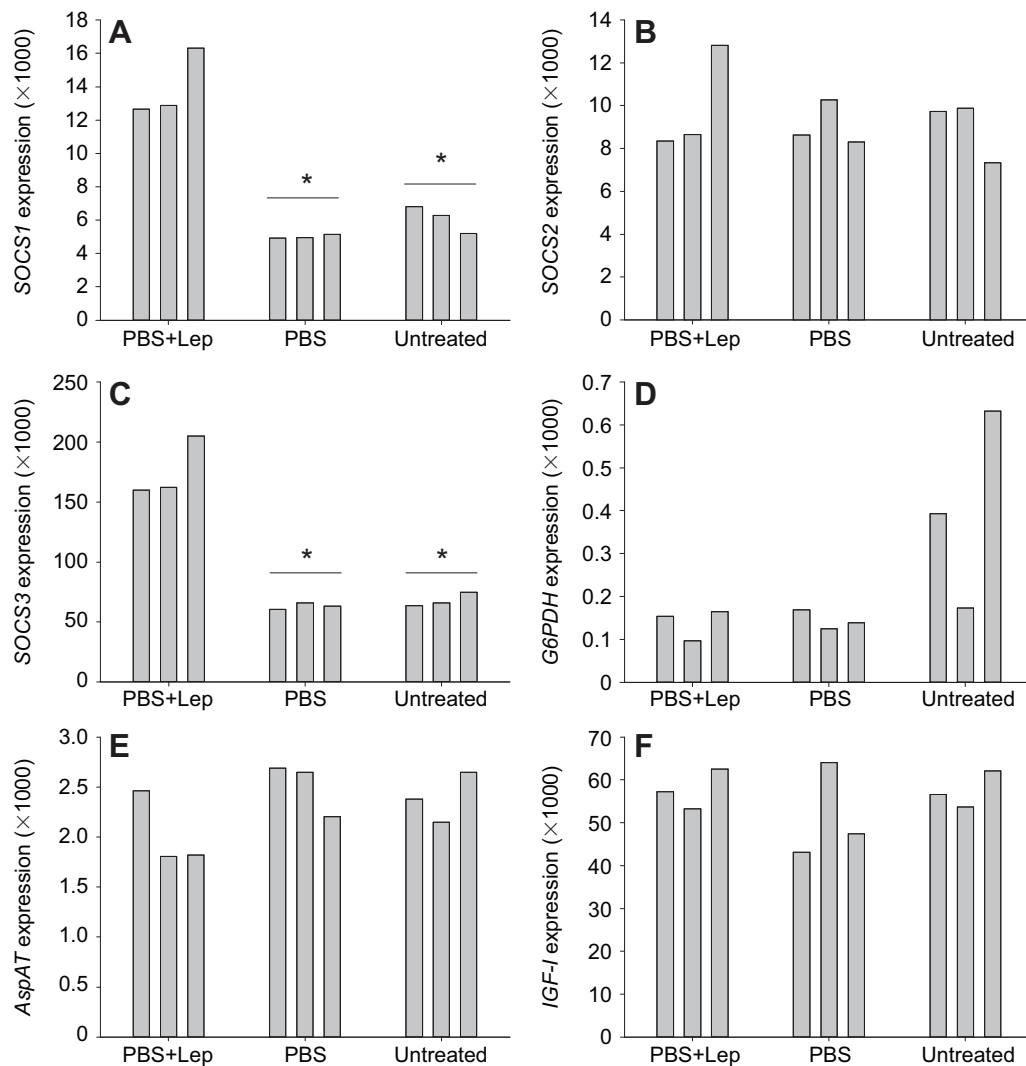 A
SOCS1 expression (×1000)
18
16
14
12
10
8
6
4
2
0
*
*
PBS+Lep PBS Untreated
B
SOCS2 expression (×1000)
14
12
10
8
6
4
2
0
PBS+Lep PBS Untreated
C
SOCS3 expression (×1000)
250
200
150
100
50
0
*
*
PBS+Lep PBS Untreated
D
G6PDH expression (×1000)
0.7
0.6
0.5
0.4
0.3
0.2
0.1
0
PBS+Lep PBS Untreated
E
AspAT expression (×1000)
3.0
2.5
2.0
1.5
1.0
0.5
0
PBS+Lep PBS Untreated
F
IGF-I expression (×1000)
70
60
50
40
30
20
10
0
PBS+Lep PBS Untreated